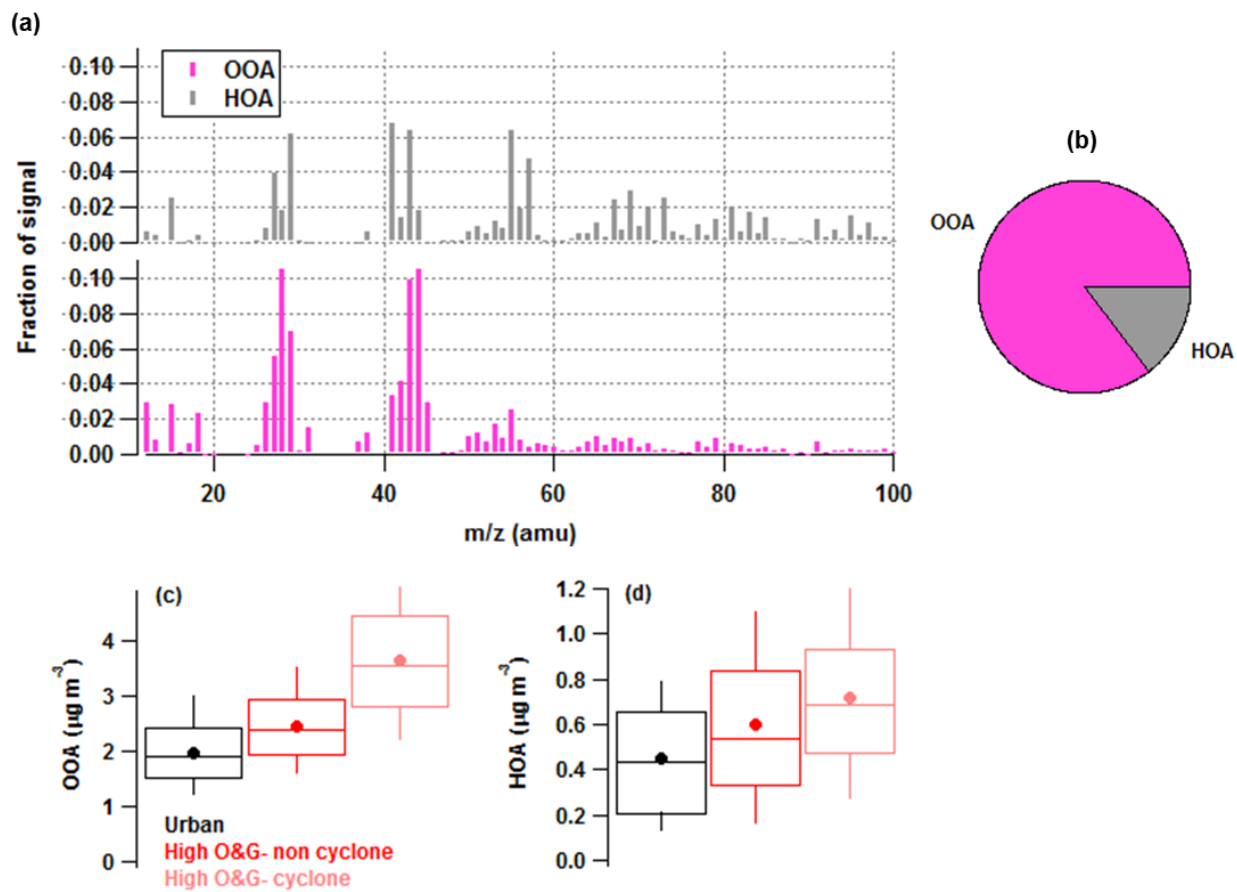 (a)
OOA
HOA
0.10
0.08
0.06
0.04
0.02
0.00
0.10
0.08
0.06
0.04
0.02
0.00
Fraction of signal
20 40 60 80 100
m/z (amu)
(b)
OOA
HOA
(c)
4
3
2
1
0
OOA (µg m⁻³)
Urban
High O&G- non cyclone
High O&G- cyclone
(d)
1.2
1.0
0.8
0.6
0.4
0.2
0.0
HOA (µg m⁻³)